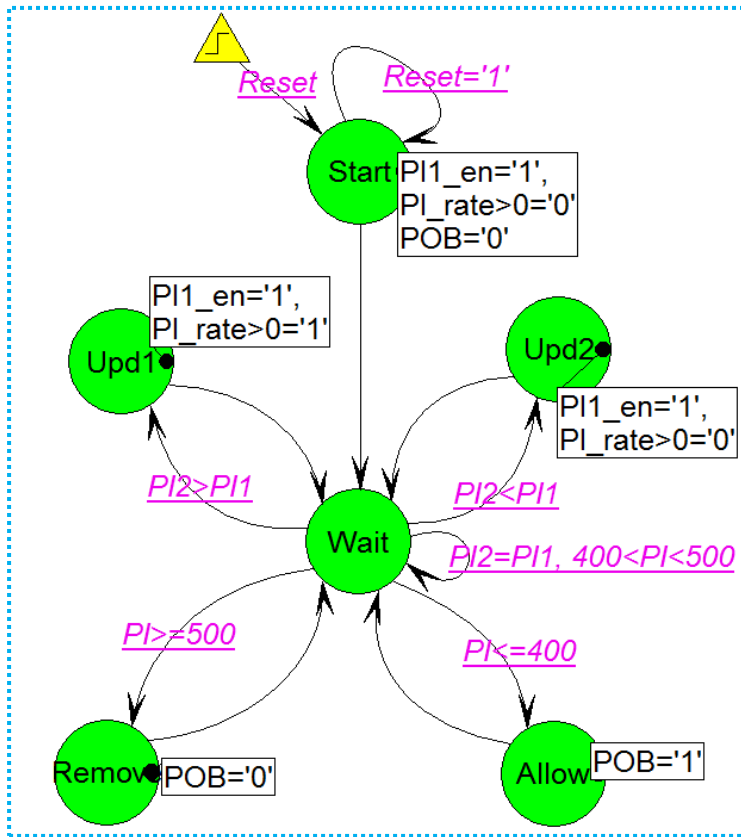 Reset
Reset='1'
Start
PI1_en='1',
PI_rate>0='0'
POB='0'
PI1_en='1',
PI_rate>0='1'
Upd1
Upd2
PI1_en='1',
PI_rate>0='0'
PI2>PI1
PI2<PI1
Wait
PI2=PI1, 400<PI<500
PI>=500
PI<=400
Remove
POB='0'
Allow
POB='1'